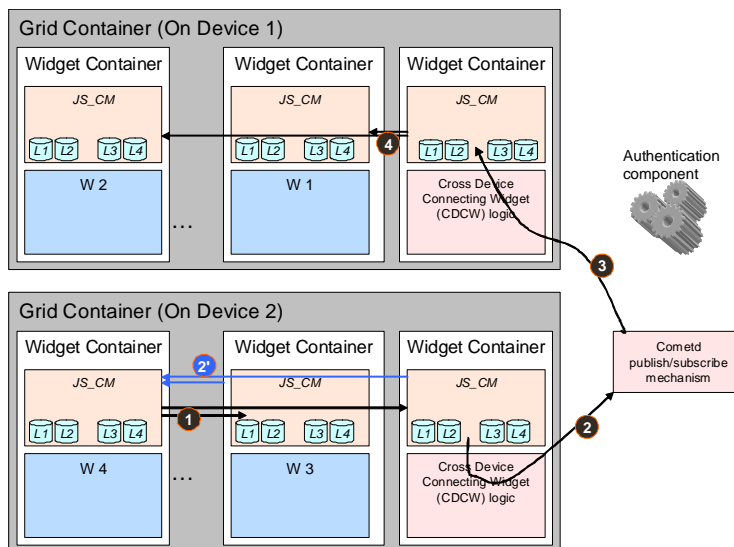 Grid Container (On Device 1)
Widget Container
Widget Container
Widget Container
JS_CM
JS_CM
JS_CM
L1 L2 L3 L4
L1 L2 L3 L4
L1 L2 L3 L4
4
W 2
...
W 1
Cross Device
Connecting Widget
(CDCW) logic
Authentication
component
3
Grid Container (On Device 2)
Widget Container
Widget Container
Widget Container
2'
JS_CM
JS_CM
JS_CM
1
L1 L2 L3 L4
L1 L2 L3 L4
L1 L2 L3 L4
2
W 4
...
W 3
Cross Device
Connecting Widget
(CDCW) logic
Cometd
publish/subscribe
mechanism